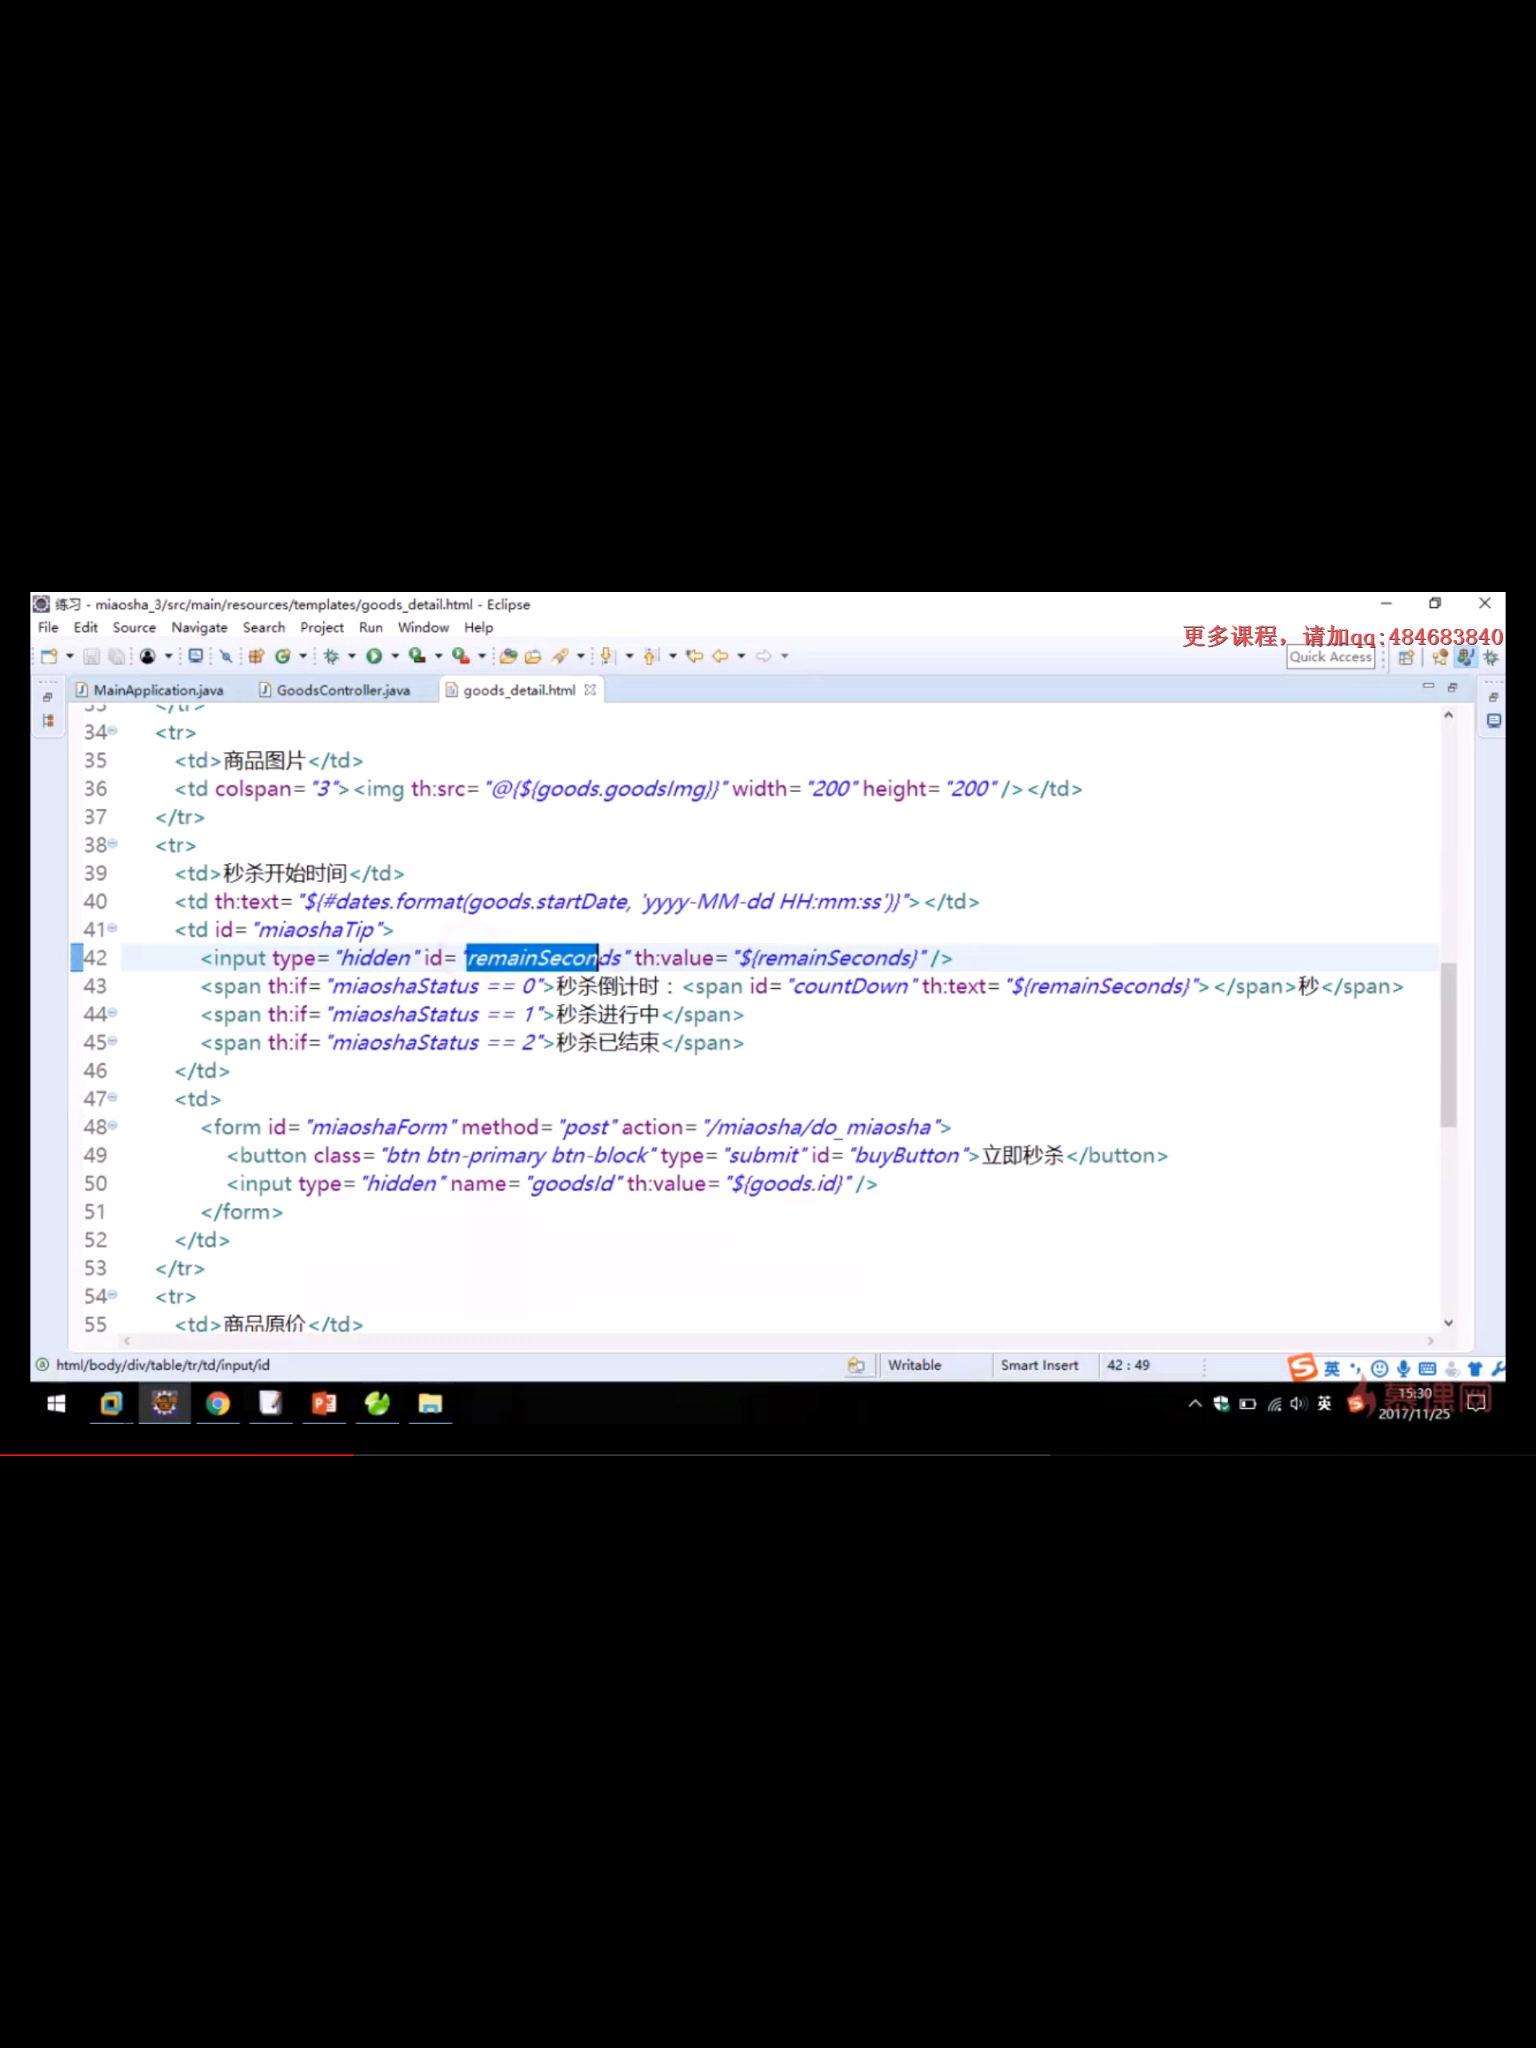 练习 - miaosha_3/src/main/resources/templates/goods_detail.html - Eclipse
File Edit Source Navigate Search Project Run Window Help
更多课程，请加qq:484683840
Quick Access
MainApplication.java GoodsController.java goods_detail.html
33 </tr>
34 <tr>
35 <td>商品图片</td>
36 <td colspan="3"><img th:src="@{${goods.goodsImg}}" width="200" height="200" /></td>
37 </tr>
38 <tr>
39 <td>秒杀开始时间</td>
40 <td th:text="${#dates.format(goods.startDate, 'yyyy-MM-dd HH:mm:ss')}"></td>
41 <td id="miaoshaTip">
42 <input type="hidden" id="remainSeconds" th:value="${remainSeconds}" />
43 <span th:if="miaoshaStatus == 0">秒杀倒计时：<span id="countDown" th:text="${remainSeconds}"></span>秒</span>
44 <span th:if="miaoshaStatus == 1">秒杀进行中</span>
45 <span th:if="miaoshaStatus == 2">秒杀已结束</span>
46 </td>
47 <td>
48 <form id="miaoshaForm" method="post" action="/miaosha/do_miaosha">
49 <button class="btn btn-primary btn-block" type="submit" id="buyButton">立即秒杀</button>
50 <input type="hidden" name="goodsId" th:value="${goods.id}" />
51 </form>
52 </td>
53 </tr>
54 <tr>
55 <td>商品原价</td>
html/body/div/table/tr/td/input/id Writable Smart Insert 42 : 49
英
英 15:30
慕课网
2017/11/25